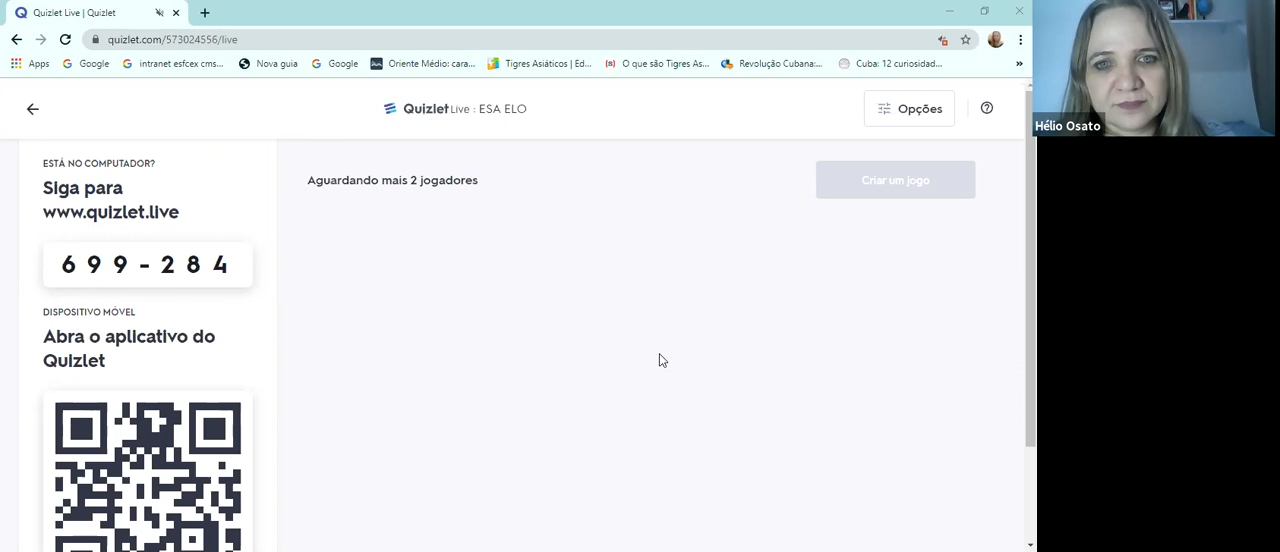 Quizlet Live | Quizlet
quizlet.com/573024556/live
Apps Google intranet esfcex cms... Nova guia Google Oriente Médio: cara... Tigres Asiáticos | Ed... O que são Tigres As... Revolução Cubana:... Cuba: 12 curiosidad...
Quizlet Live : ESA ELO
Opções
ESTÁ NO COMPUTADOR?
Siga para
www.quizlet.live
699-284
DISPOSITIVO MÓVEL
Abra o aplicativo do
Quizlet
Aguardando mais 2 jogadores
Criar um jogo
Hélio Osato